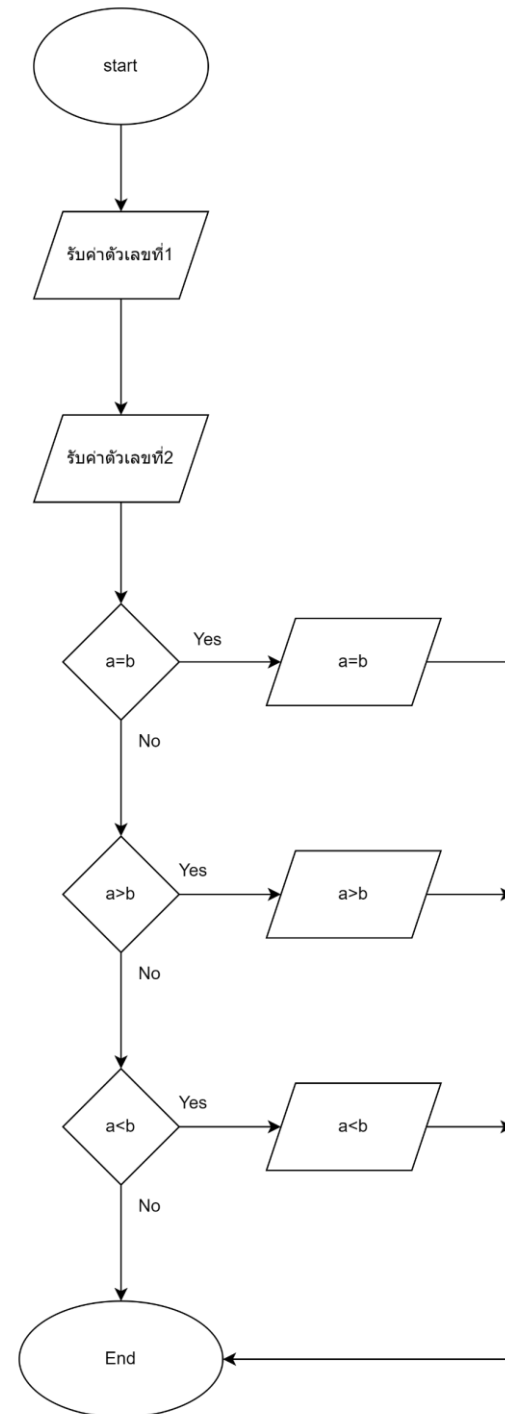 start
รับค่าตัวเลขที่1
รับค่าตัวเลขที่2
a=b
Yes
a=b
No
a>b
Yes
a>b
No
a<b
Yes
a<b
No
End